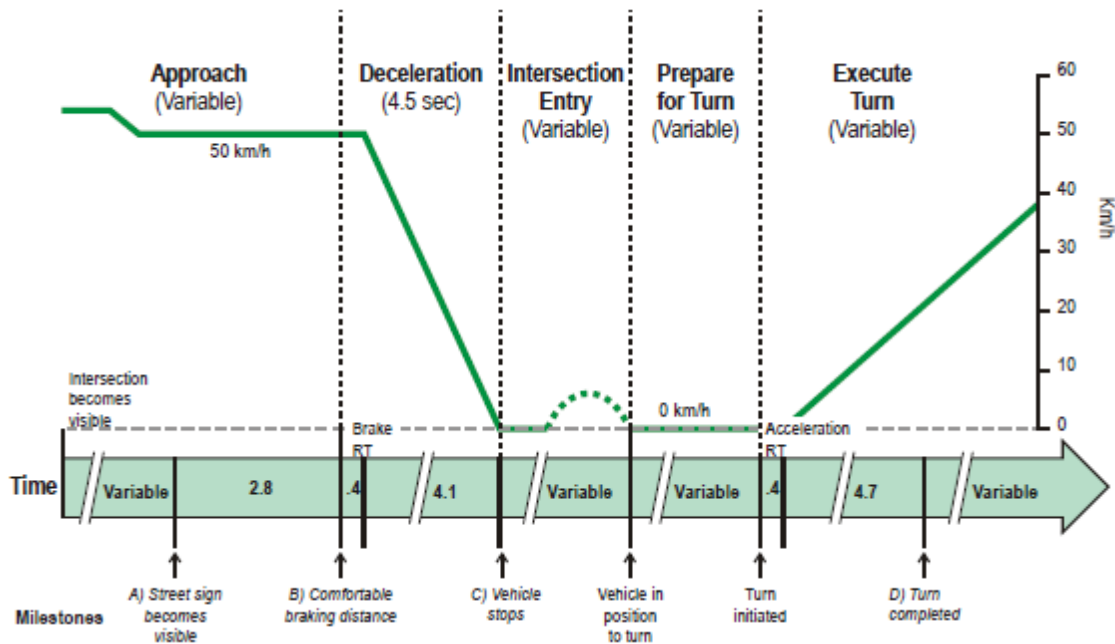 Approach
(Variable)
Deceleration
(4.5 sec)
Intersection
Entry
(Variable)
Prepare
for Turn
(Variable)
Execute
Turn
(Variable)
60
50
40
30
20
10
0
Km/h
50 km/h
0 km/h
Intersection
becomes
visible
Brake
RT
Acceleration
RT
Time
Variable
2.8
.4
4.1
Variable
Variable
.4
4.7
Variable
Milestones
A) Street sign
becomes
visible
B) Comfortable
braking distance
C) Vehicle
stops
Vehicle in
position
to turn
Turn
initiated
D) Turn
completed